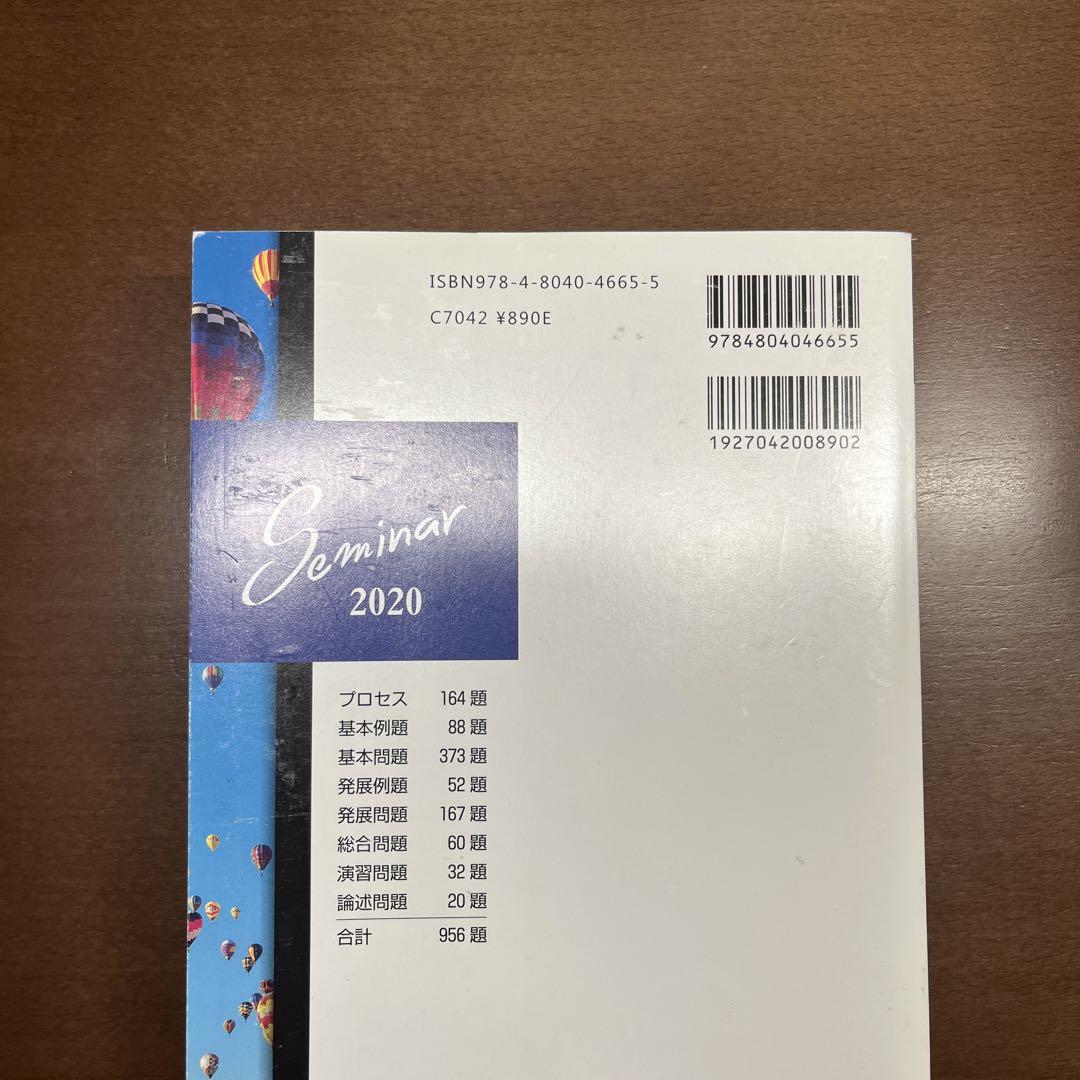 ISBN978-4-8040-4665-5
C7042 ¥890E
9784804046655
1927042008902
Seminar
2020
プロセス 164 題
基本例題 88 題
基本問題 373 題
発展例題 52 題
発展問題 167 題
総合問題 60 題
演習問題 32 題
論述問題 20 題
合計 956 題